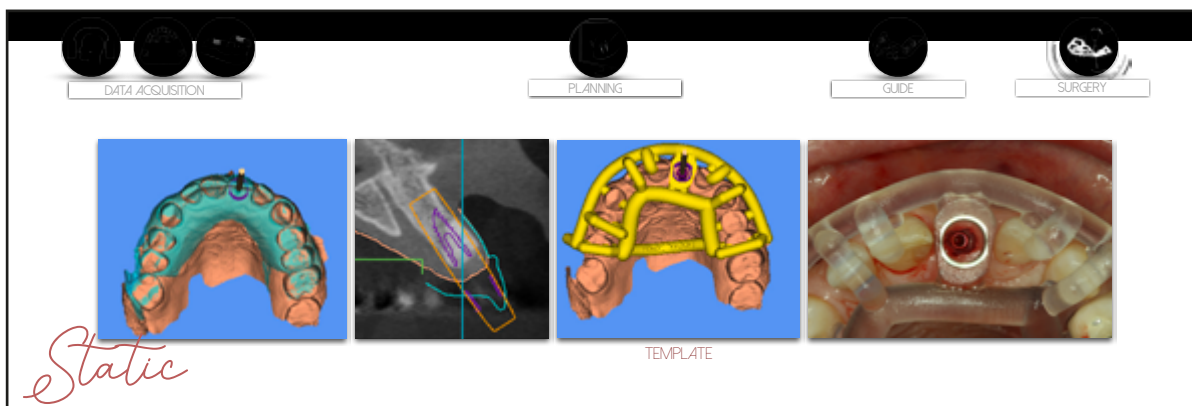 DATA ACQUISITION
PLANNING
GUIDE
SURGERY
TEMPLATE
Static